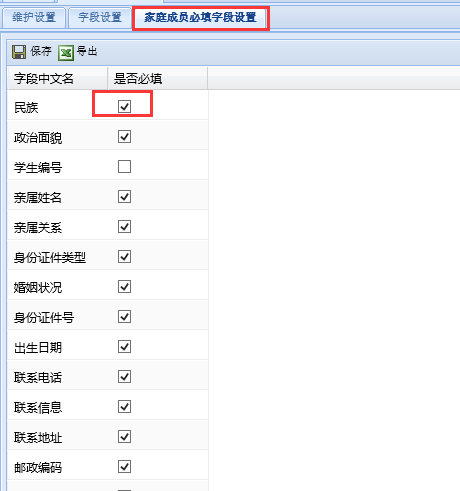 维护设置 字段设置 家庭成员必填字段设置
保存 导出
字段中文名 是否必填
民族
政治面貌
学生编号
亲属姓名
亲属关系
身份证件类型
婚姻状况
身份证件号
出生日期
联系电话
联系信息
联系地址
邮政编码